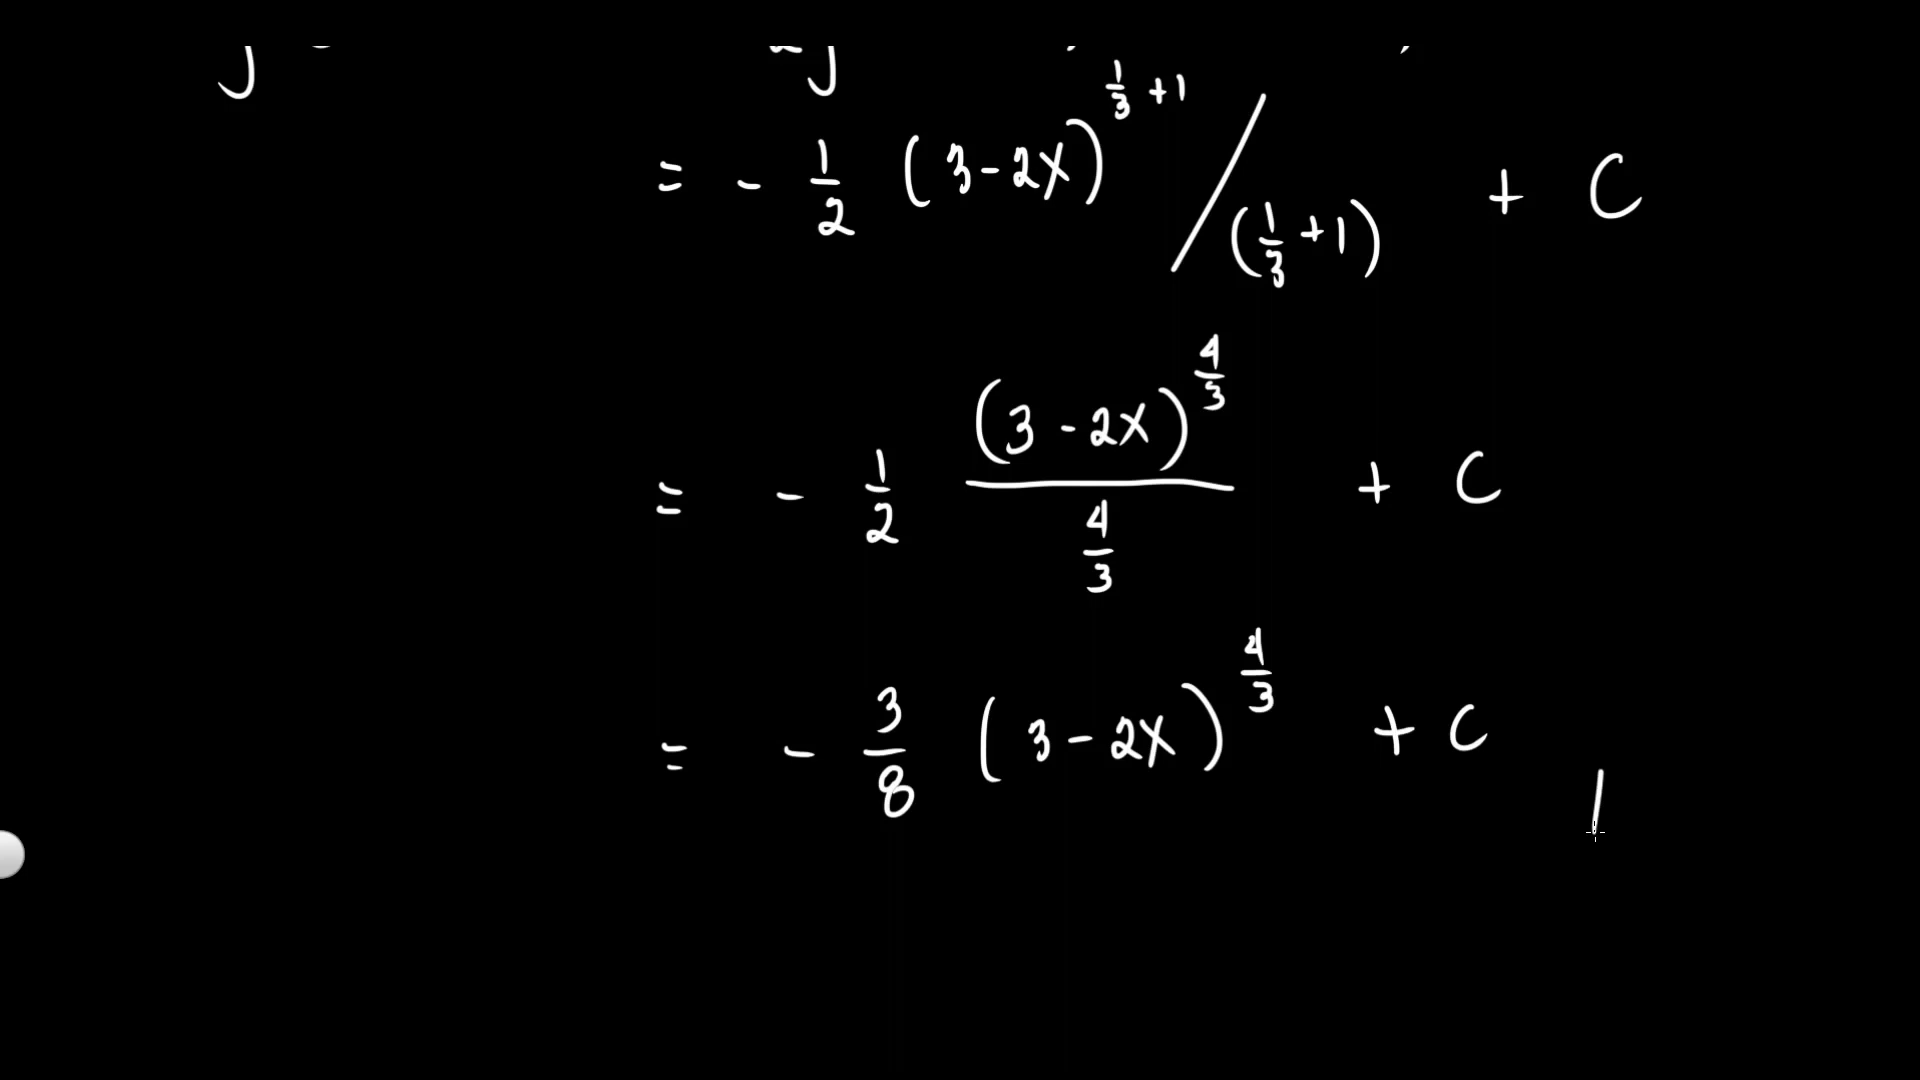 = - 1/2 (3-2x)^(1/3 +1) / (1/3 +1) + C
= - 1/2 (3-2x)^(4/3) / (4/3) + C
= - 3/8 (3-2x)^(4/3) + C